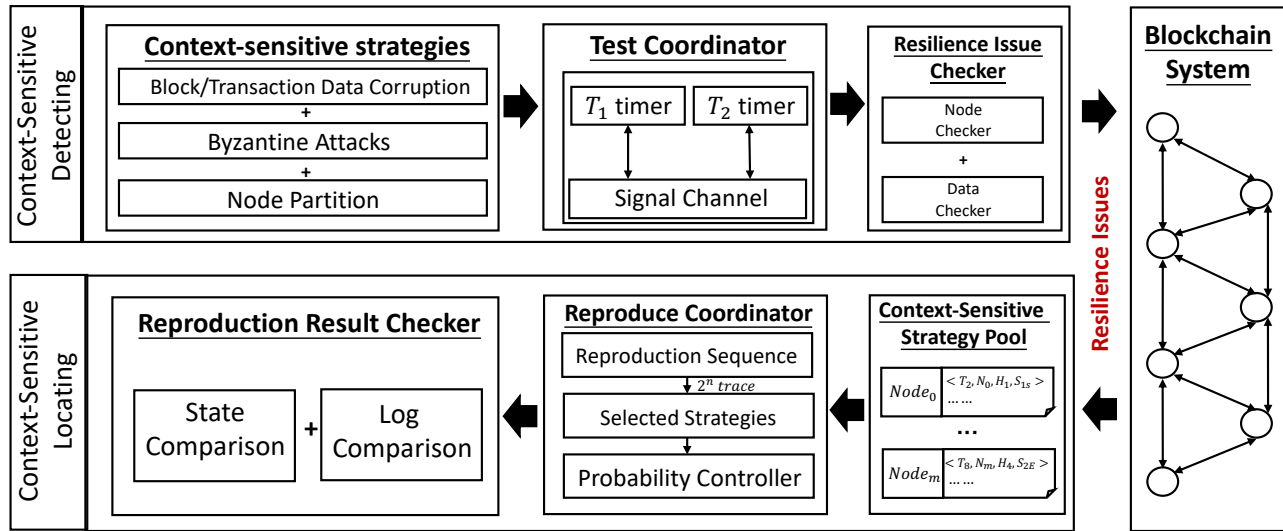 Context-Sensitive
Detecting
Context-sensitive strategies
Block/Transaction Data Corruption
+
Byzantine Attacks
+
Node Partition
Test Coordinator
T₁ timer
T₂ timer
Signal Channel
Resilience Issue
Checker
Node
Checker
+
Data
Checker
Blockchain
System
Resilience Issues
Context-Sensitive
Locating
Reproduction Result Checker
State
Comparison
+
Log
Comparison
Reproduce Coordinator
Reproduction Sequence
2ⁿ trace
Selected Strategies
Probability Controller
Context-Sensitive
Strategy Pool
Node₀
< T₂, N₀, H₁, S₁ₛ >
... ...
...
Nodeₘ
< T₈, Nₘ, H₄, S₂E >
... ...